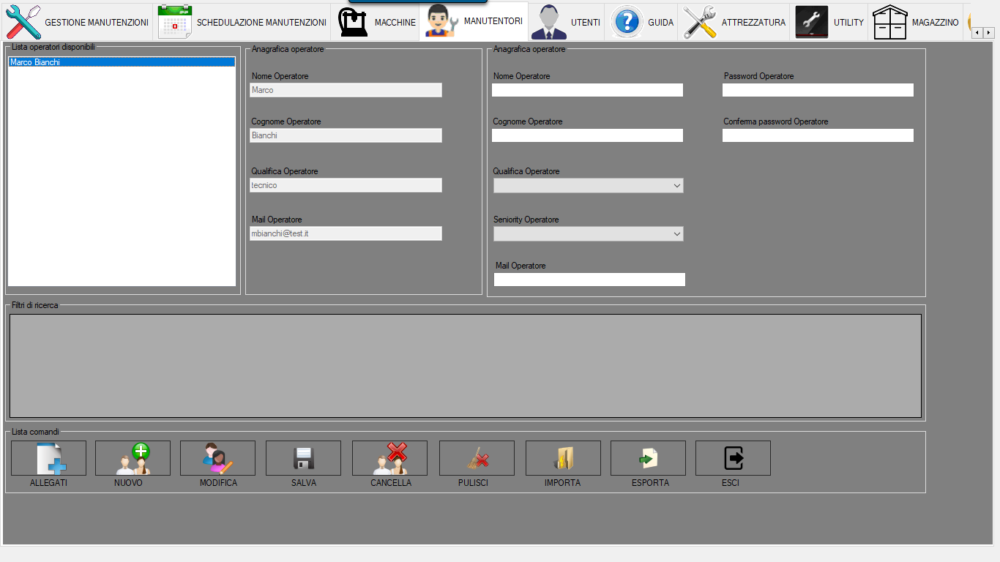 GESTIONE MANUTENZIONI
SCHEDULAZIONE MANUTENZIONI
MACCHINE
MANUTENTORI
UTENTI
GUIDA
ATTREZZATURA
UTILITY
MAGAZZINO
Lista operatori disponibili
Marco Bianchi
Anagrafica operatore
Nome Operatore
Marco
Cognome Operatore
Bianchi
Qualifica Operatore
tecnico
Mail Operatore
mbianchi@test.it
Anagrafica operatore
Nome Operatore
Password Operatore
Cognome Operatore
Conferma password Operatore
Qualifica Operatore
Seniority Operatore
Mail Operatore
Filtri di ricerca
Lista comandi
ALLEGATI
NUOVO
MODIFICA
SALVA
CANCELLA
PULISCI
IMPORTA
ESPORTA
ESCI